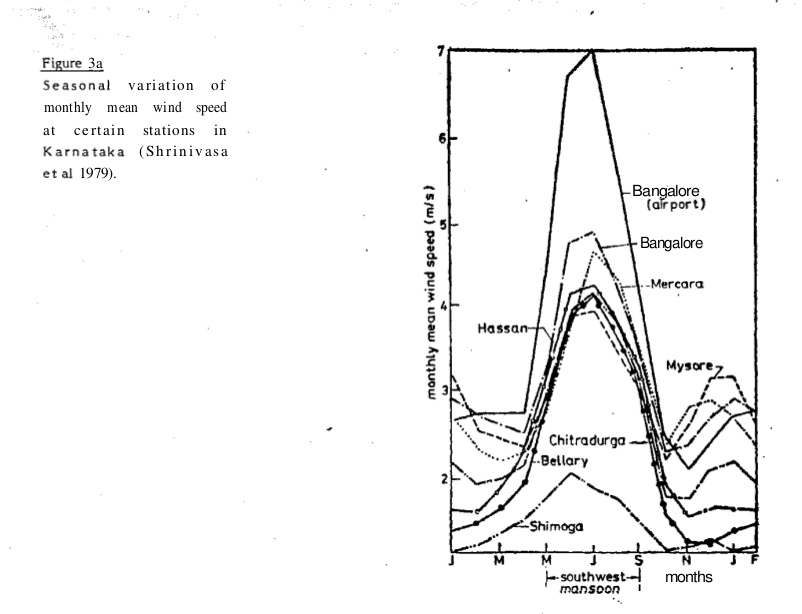 Figure 3a
Seasonal variation of
monthly mean wind speed
at certain stations in
Karnataka (Shrinivasa
et al 1979).
7
6
5
4
3
2
monthly mean wind speed (m/s)
Bangalore
(airport)
Bangalore
Mercara
Hassan
Mysore
Chitradurga
Bellary
Shimoga
J M M J S N J F
southwest
mansoon
months